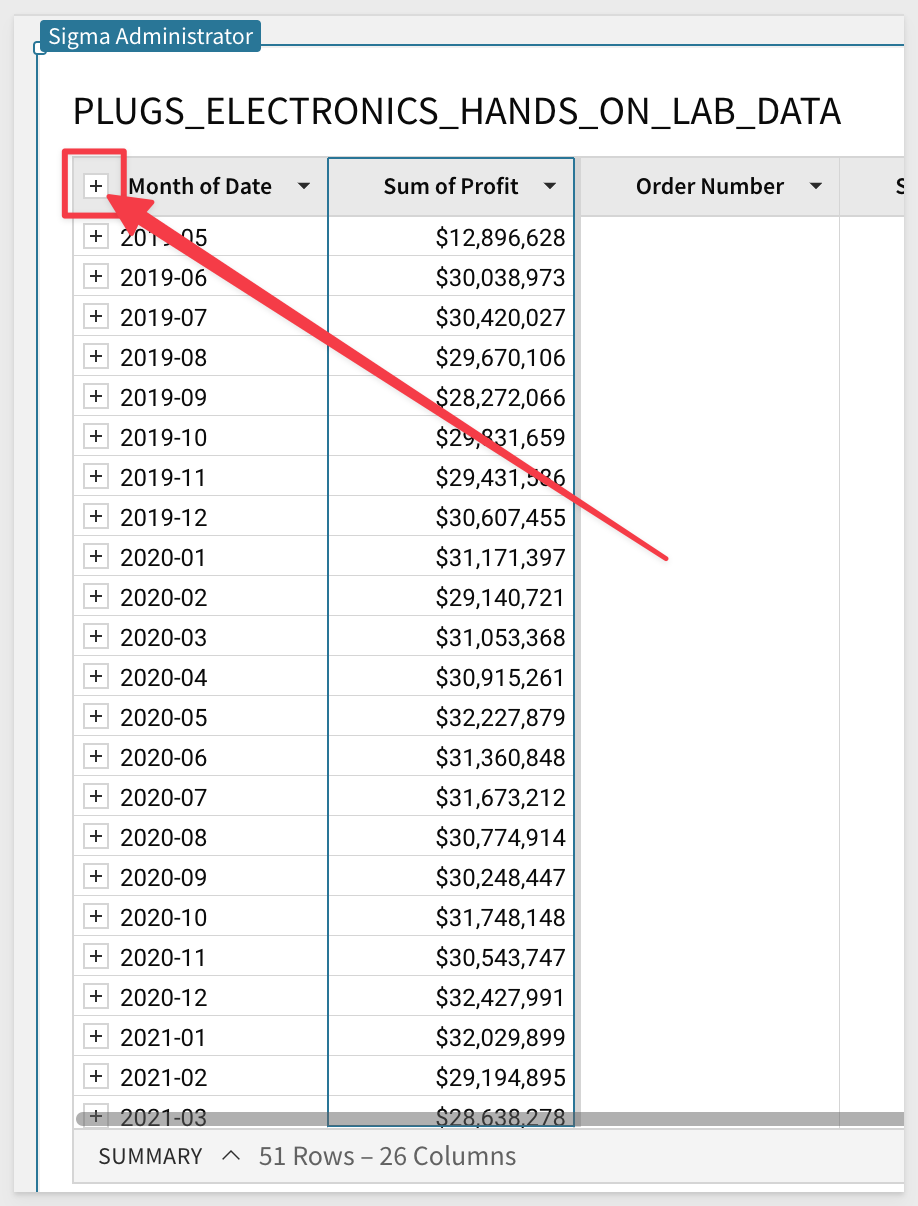 Sigma Administrator
PLUGS_ELECTRONICS_HANDS_ON_LAB_DATA
+ Month of Date Sum of Profit Order Number S
+ 2019-05 $12,896,628
+ 2019-06 $30,038,973
+ 2019-07 $30,420,027
+ 2019-08 $29,670,106
+ 2019-09 $28,272,066
+ 2019-10 $29,831,659
+ 2019-11 $29,431,536
+ 2019-12 $30,607,455
+ 2020-01 $31,171,397
+ 2020-02 $29,140,721
+ 2020-03 $31,053,368
+ 2020-04 $30,915,261
+ 2020-05 $32,227,879
+ 2020-06 $31,360,848
+ 2020-07 $31,673,212
+ 2020-08 $30,774,914
+ 2020-09 $30,248,447
+ 2020-10 $31,748,148
+ 2020-11 $30,543,747
+ 2020-12 $32,427,991
+ 2021-01 $32,029,899
+ 2021-02 $29,194,895
+ 2021-03 $28,638,278
SUMMARY 51 Rows – 26 Columns